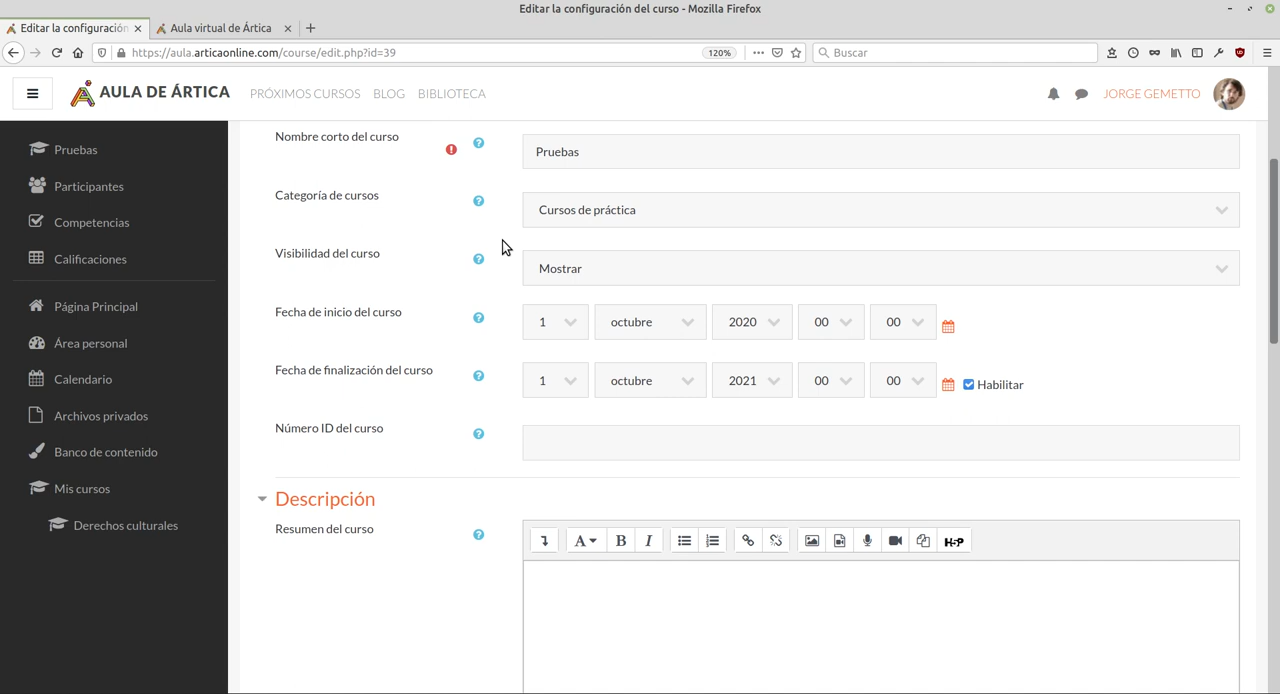 Editar la configuración del curso - Mozilla Firefox
Editar la configuración
Aula virtual de Ártica
https://aula.articaonline.com/course/edit.php?id=39
120%
Buscar
AULA DE ÁRTICA
PRÓXIMOS CURSOS
BLOG
BIBLIOTECA
JORGE GEMETTO
Pruebas
Participantes
Competencias
Calificaciones
Página Principal
Área personal
Calendario
Archivos privados
Banco de contenido
Mis cursos
Derechos culturales
Nombre corto del curso
Pruebas
Categoría de cursos
Cursos de práctica
Visibilidad del curso
Mostrar
Fecha de inicio del curso
1 octubre 2020 00 00
Fecha de finalización del curso
1 octubre 2021 00 00 Habilitar
Número ID del curso
Descripción
Resumen del curso
A B I H-P